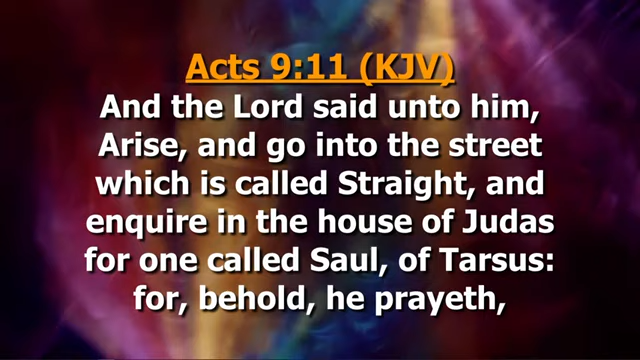 Acts 9:11 (KJV)
And the Lord said unto him,
Arise, and go into the street
which is called Straight, and
enquire in the house of Judas
for one called Saul, of Tarsus:
for, behold, he prayeth,